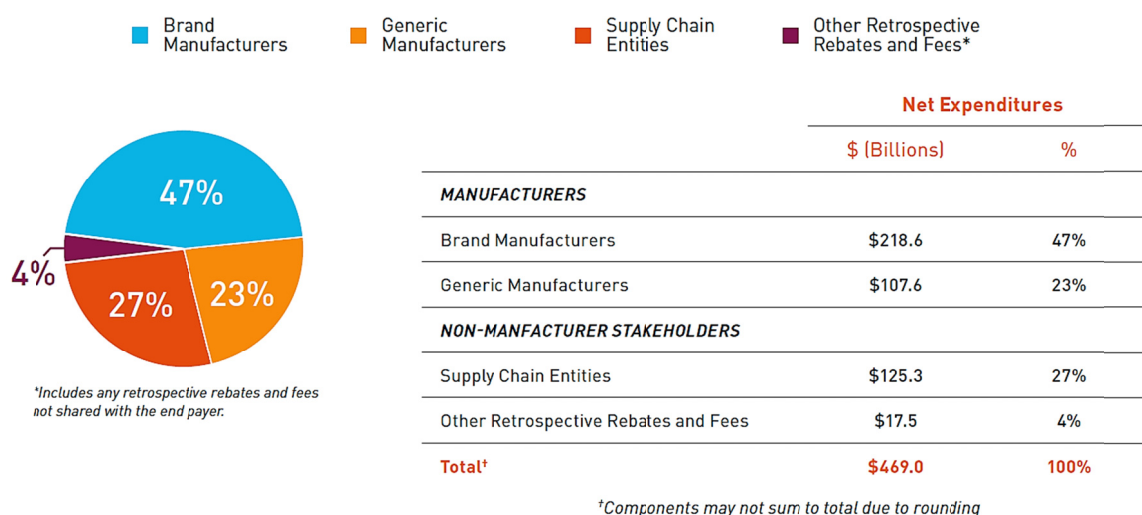 Brand
Manufacturers
Generic
Manufacturers
Supply Chain
Entities
Other Retrospective
Rebates and Fees*
47%
23%
27%
4%
*Includes any retrospective rebates and fees
not shared with the end payer.
Net Expenditures
$ (Billions) %
MANUFACTURERS
Brand Manufacturers $218.6 47%
Generic Manufacturers $107.6 23%
NON-MANFACTURER STAKEHOLDERS
Supply Chain Entities $125.3 27%
Other Retrospective Rebates and Fees $17.5 4%
Total† $469.0 100%
†Components may not sum to total due to rounding